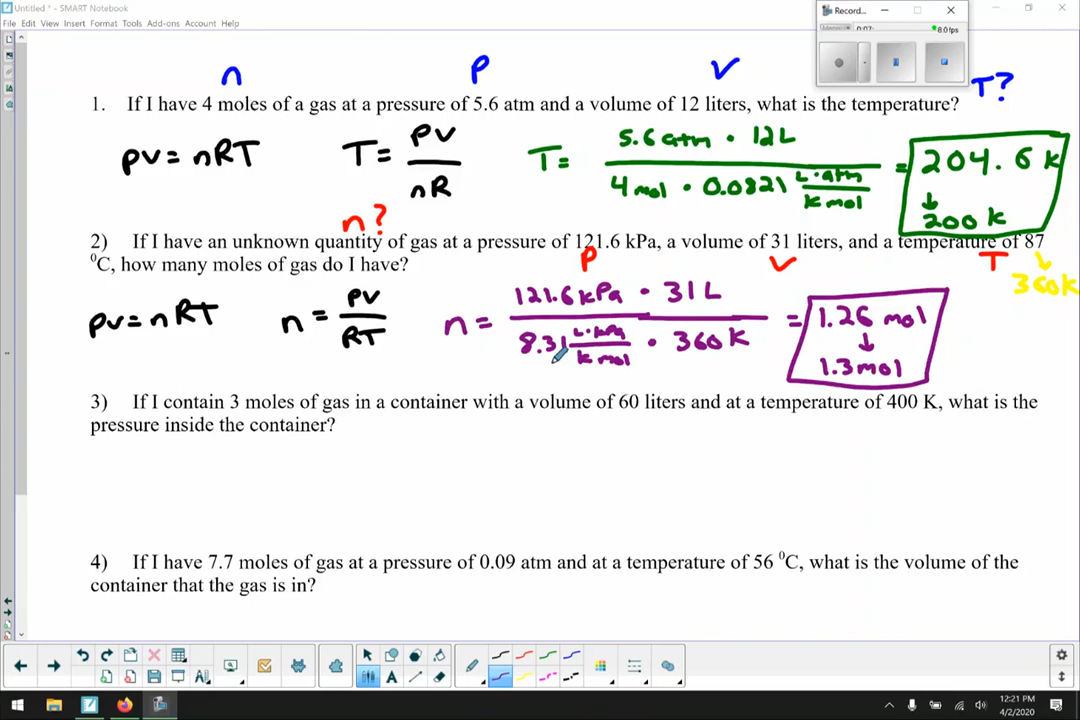 Untitled * - SMART Notebook
File Edit View Insert Format Tools Add-ons Account Help
Record...
8.0 fps
n P V T?
1. If I have 4 moles of a gas at a pressure of 5.6 atm and a volume of 12 liters, what is the temperature?
PV = nRT T = PV / nR T = 5.6 atm · 12 L / 4 mol · 0.0821 L·atm / K mol = 204.6 K
↓
200 K
n?
2) If I have an unknown quantity of gas at a pressure of 121.6 kPa, a volume of 31 liters, and a temperature of 87
⁰C, how many moles of gas do I have?
P V T ↓
360K
PV = nRT n = PV / RT n = 121.6 kPa · 31 L / 8.31 L·kPa / K mol · 360 K = 1.26 mol
↓
1.3 mol
3) If I contain 3 moles of gas in a container with a volume of 60 liters and at a temperature of 400 K, what is the
pressure inside the container?
4) If I have 7.7 moles of gas at a pressure of 0.09 atm and at a temperature of 56 ⁰C, what is the volume of the
container that the gas is in?
12:21 PM
4/2/2020